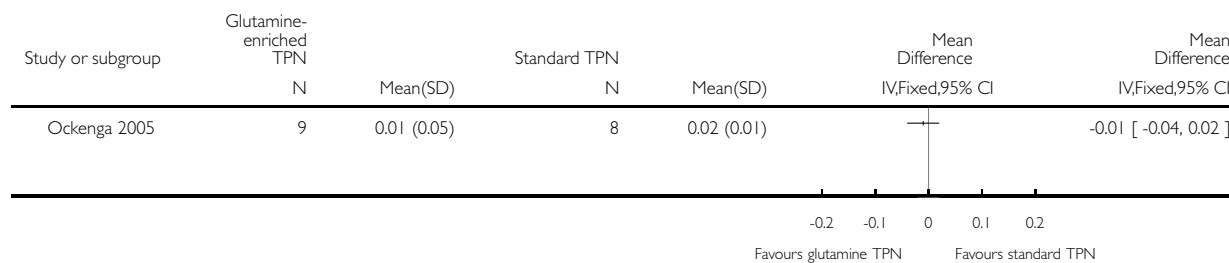 Glutamine-
enriched
TPN
Study or subgroup
Standard TPN
Mean
Difference
Mean
Difference
N Mean(SD) N Mean(SD) IV,Fixed,95% CI IV,Fixed,95% CI
Ockenga 2005 9 0.01 (0.05) 8 0.02 (0.01) -0.01 [ -0.04, 0.02 ]
-0.2 -0.1 0 0.1 0.2
Favours glutamine TPN Favours standard TPN